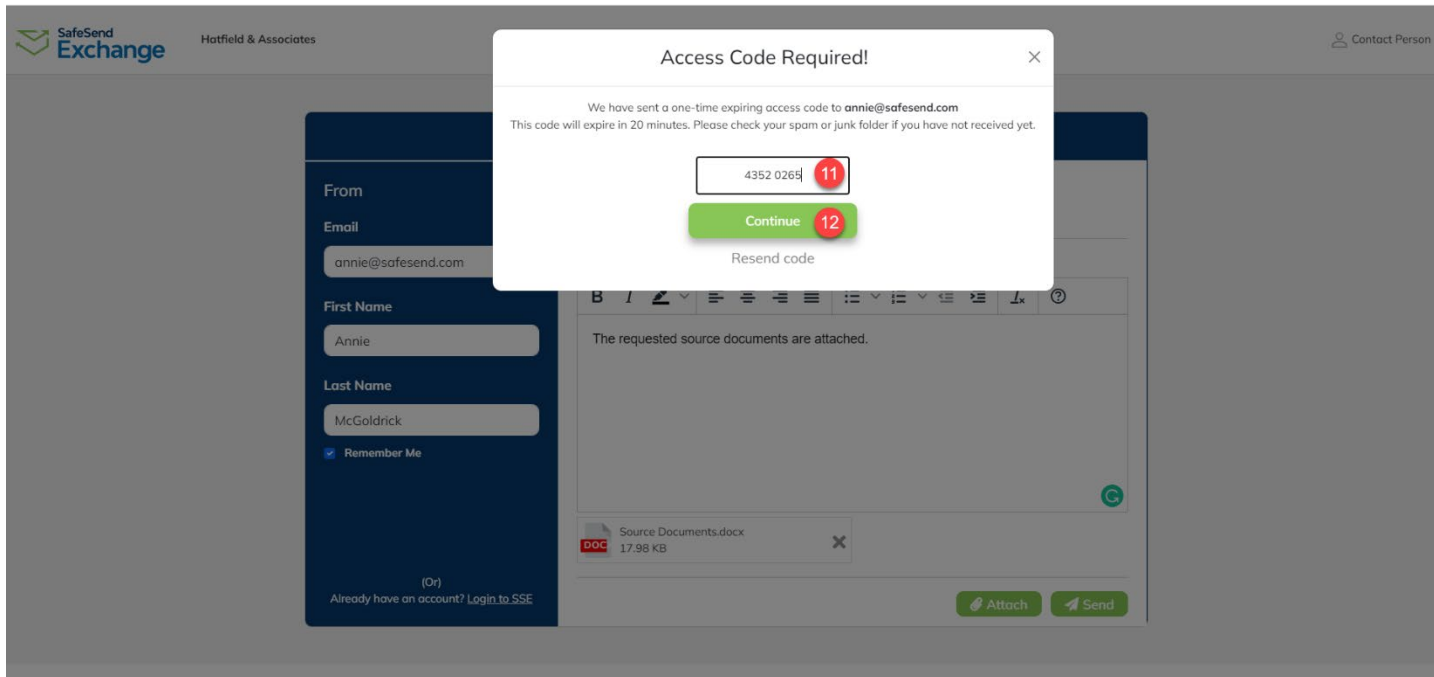 SafeSend
Exchange
Hatfield & Associates
Contact Person
Access Code Required!
We have sent a one-time expiring access code to annie@safesend.com
This code will expire in 20 minutes. Please check your spam or junk folder if you have not received yet.
4352 0265
11
Continue
12
Resend code
From
Email
annie@safesend.com
First Name
Annie
Last Name
McGoldrick
Remember Me
(Or)
Already have an account? Login to SSE
B I
The requested source documents are attached.
DOC
Source Documents.docx
17.98 KB
Attach
Send